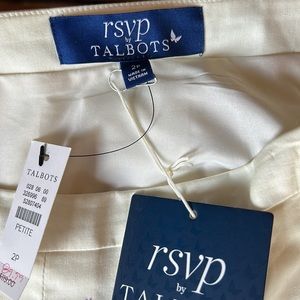 rsvp
by
TALBOTS
2P
MADE IN
VIETNAM
TALBOTS
PETITE
2P
rsvp
by
TALBOTS